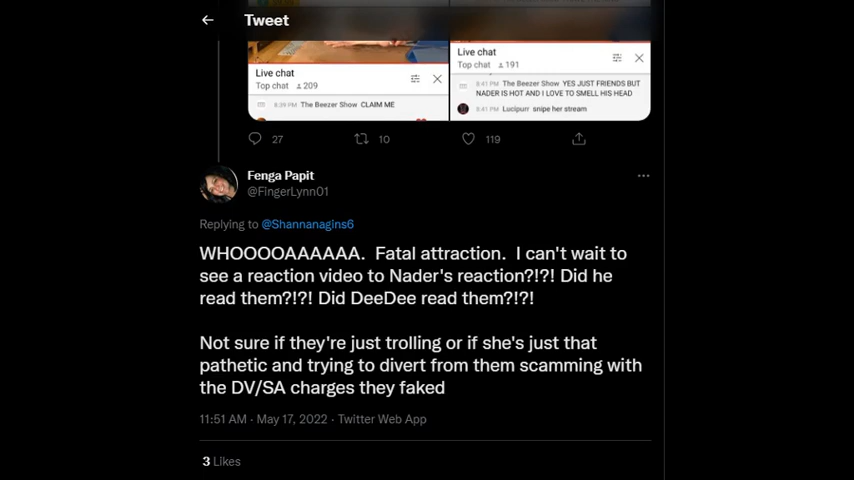 Tweet
Live chat
Top chat 209
8:39 PM The Beezer Show CLAIM ME
Live chat
Top chat 191
8:41 PM The Beezer Show YES JUST FRIENDS BUT
NADER IS HOT AND I LOVE TO SMELL HIS HEAD
8:41 PM Lucipurr snipe her stream
27 10 119
Fenga Papit
@FingerLynn01
Replying to @Shannanagins6
WHOOOOAAAAAA. Fatal attraction. I can't wait to
see a reaction video to Nader's reaction?!?! Did he
read them?!?! Did DeeDee read them?!?!
Not sure if they're just trolling or if she's just that
pathetic and trying to divert from them scamming with
the DV/SA charges they faked
11:51 AM · May 17, 2022 · Twitter Web App
3 Likes